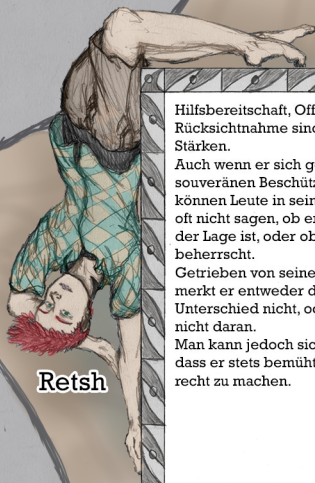 Hilfsbereitschaft, Off
Rücksichtnahme sind
Stärken.
Auch wenn er sich g
souveränen Beschütz
können Leute in sein
oft nicht sagen, ob er
der Lage ist, oder ob
beherrscht.
Getrieben von seine
merkt er entweder d
Unterschied nicht, o
nicht daran.
Man kann jedoch sic
dass er stets bemüht
recht zu machen.
Retsh